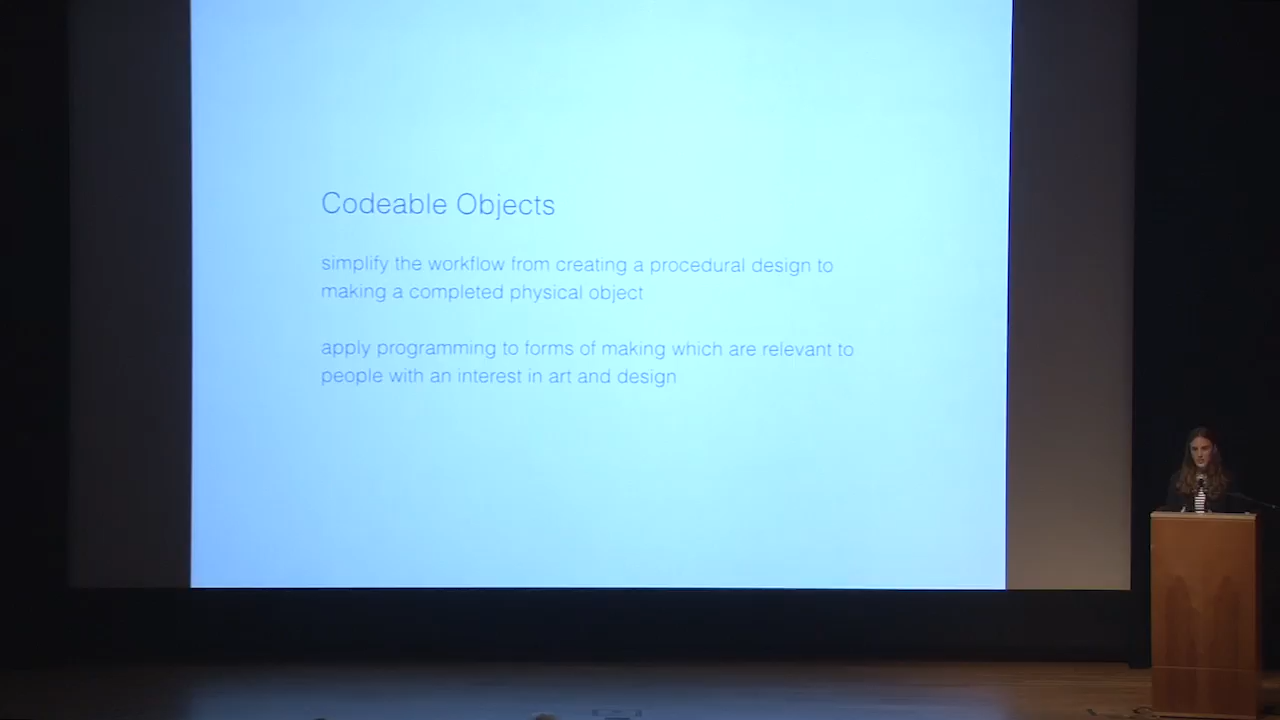 Codeable Objects
simplify the workflow from creating a procedural design to
making a completed physical object
apply programming to forms of making which are relevant to
people with an interest in art and design